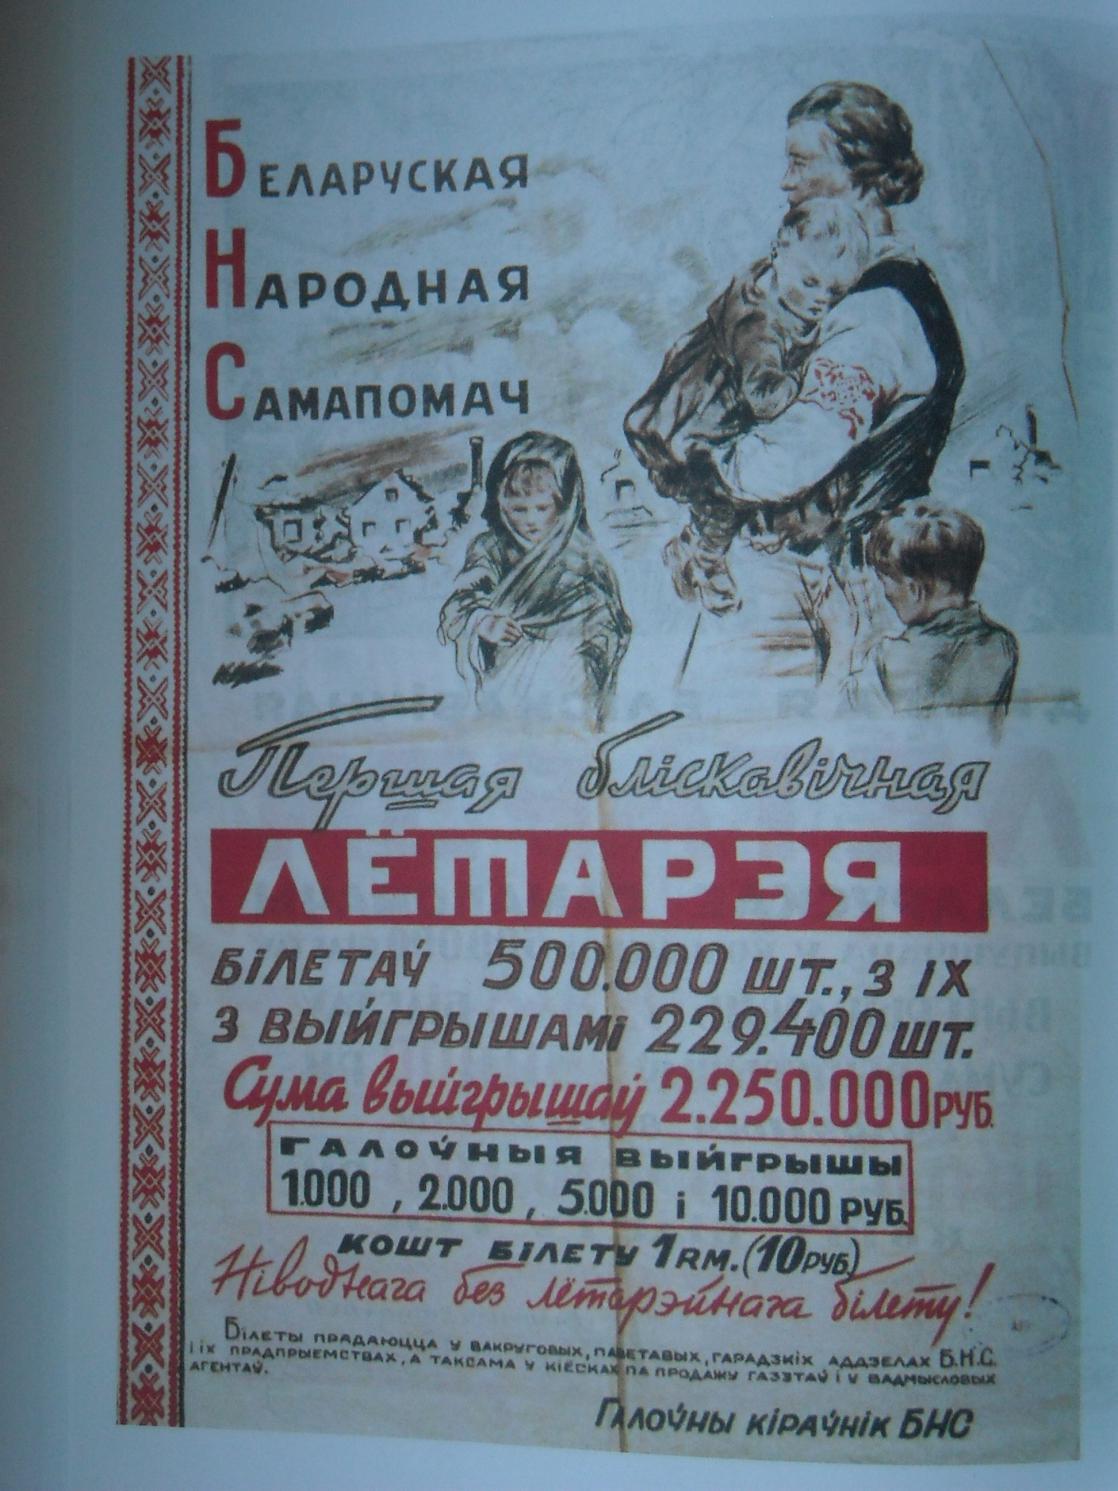 Беларуская
Народная
Самапомач
Першая бліскавічная
ЛЁТАРЭЯ
БІЛЕТАЎ 500.000 ШТ., З ІХ
З ВЫЙГРЫШАМІ 229.400 ШТ.
Сума выйгрышаў 2.250.000 РУБ.
ГАЛОЎНЫЯ ВЫЙГРЫШЫ
1.000, 2.000, 5.000 і 10.000 РУБ.
КОШТ БІЛЕТУ 1 RM. (10 РУБ.)
Ніводнага без лётарэйнага білету!
Білеты прадаюцца у вакруговых, паветавых, гарадзкіх аддзелах Б.Н.С.
і іх прадпрыемствах, а таксама у кіёсках па продажу газэтаў і у вадмысловых
агентаў.
Галоўны кіраўнік БНС